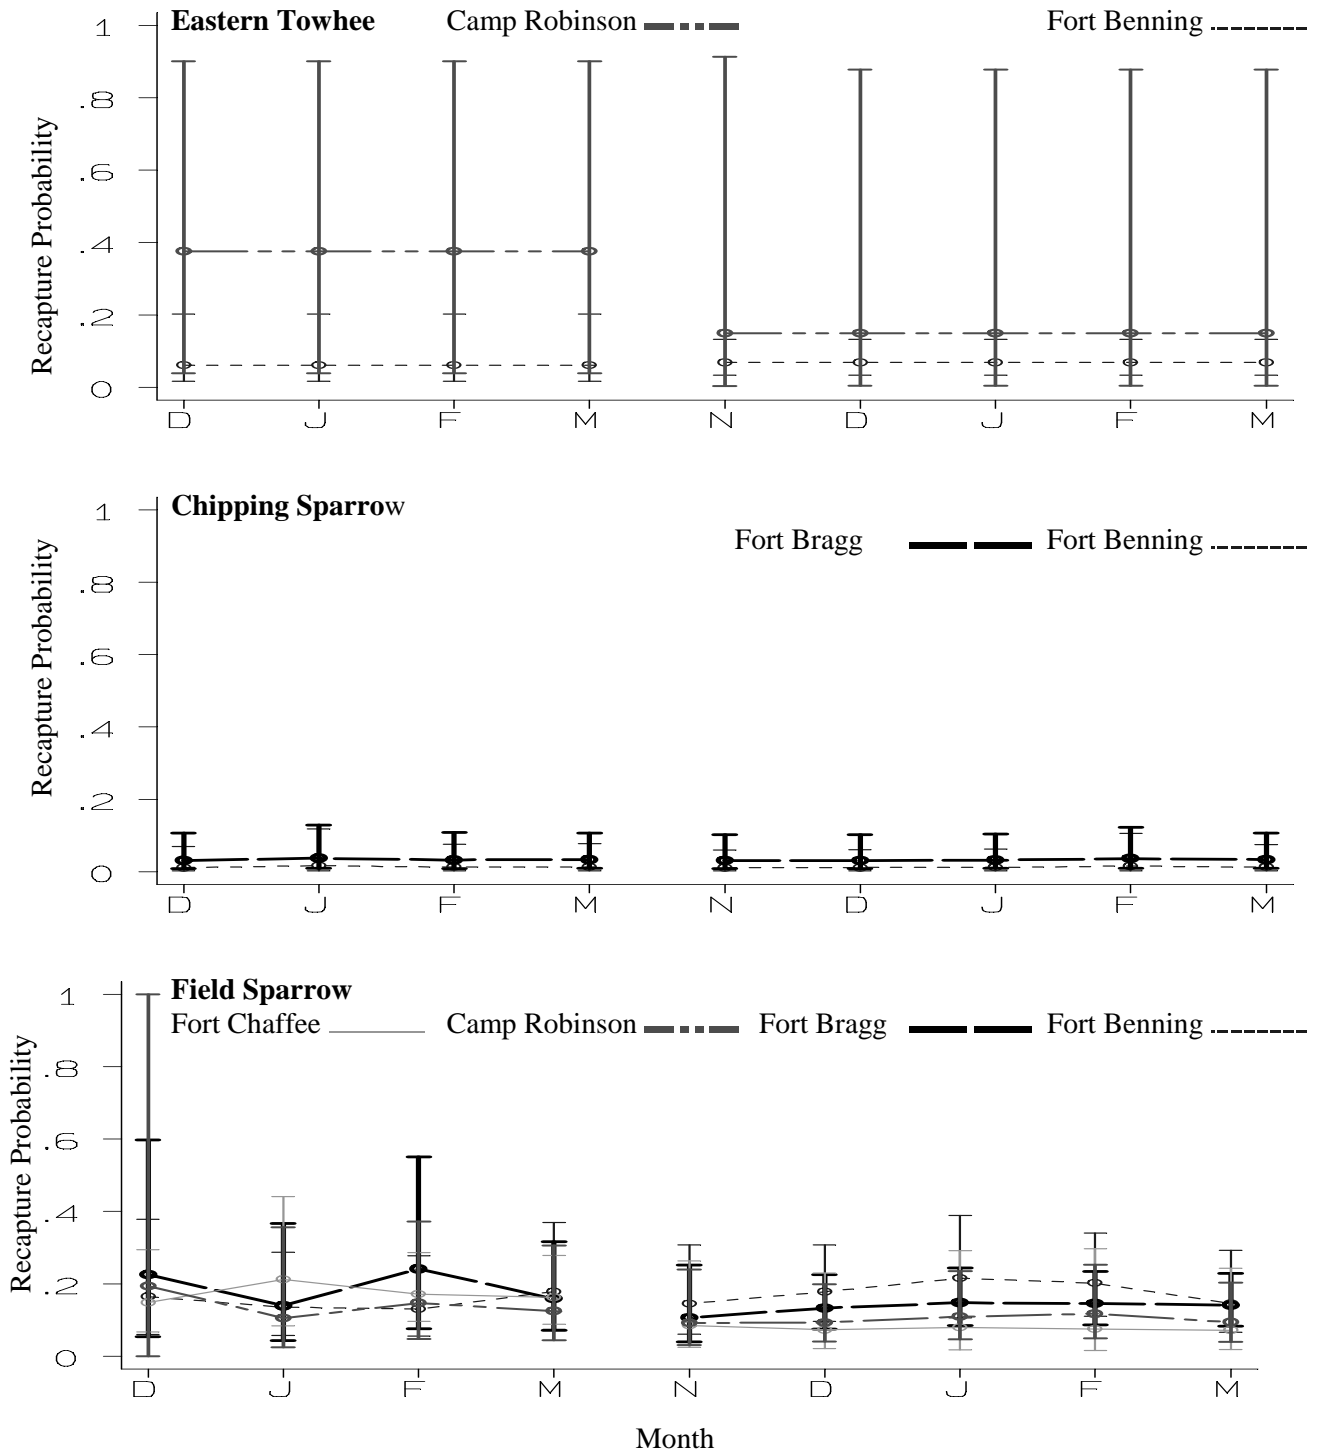 Eastern Towhee Camp Robinson Fort Benning
Recapture Probability
1
.8
.6
.4
.2
0
D J F M N D J F M
Chipping Sparrow
Fort Bragg Fort Benning
Recapture Probability
1
.8
.6
.4
.2
0
D J F M N D J F M
Field Sparrow
Fort Chaffee Camp Robinson Fort Bragg Fort Benning
Recapture Probability
1
.8
.6
.4
.2
0
D J F M N D J F M
Month